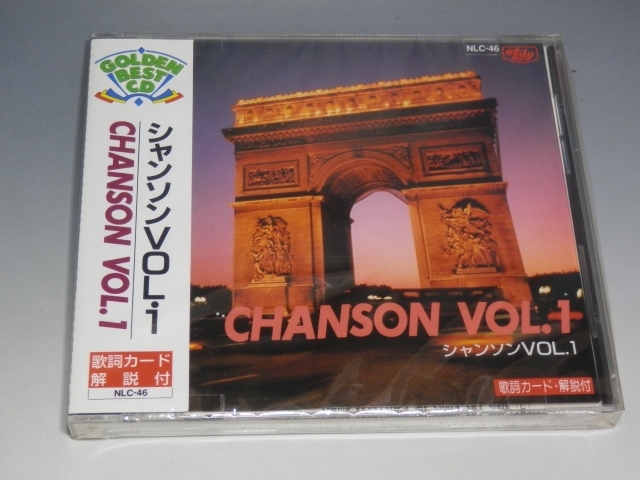 GOLDEN
BEST
CD
シャンソンVOL.1
CHANSON VOL.1
歌詞カード
解説付
NLC-46
NLC-46
Lily
CHANSON VOL.1
シャンソンVOL.1
歌詞カード・解説付